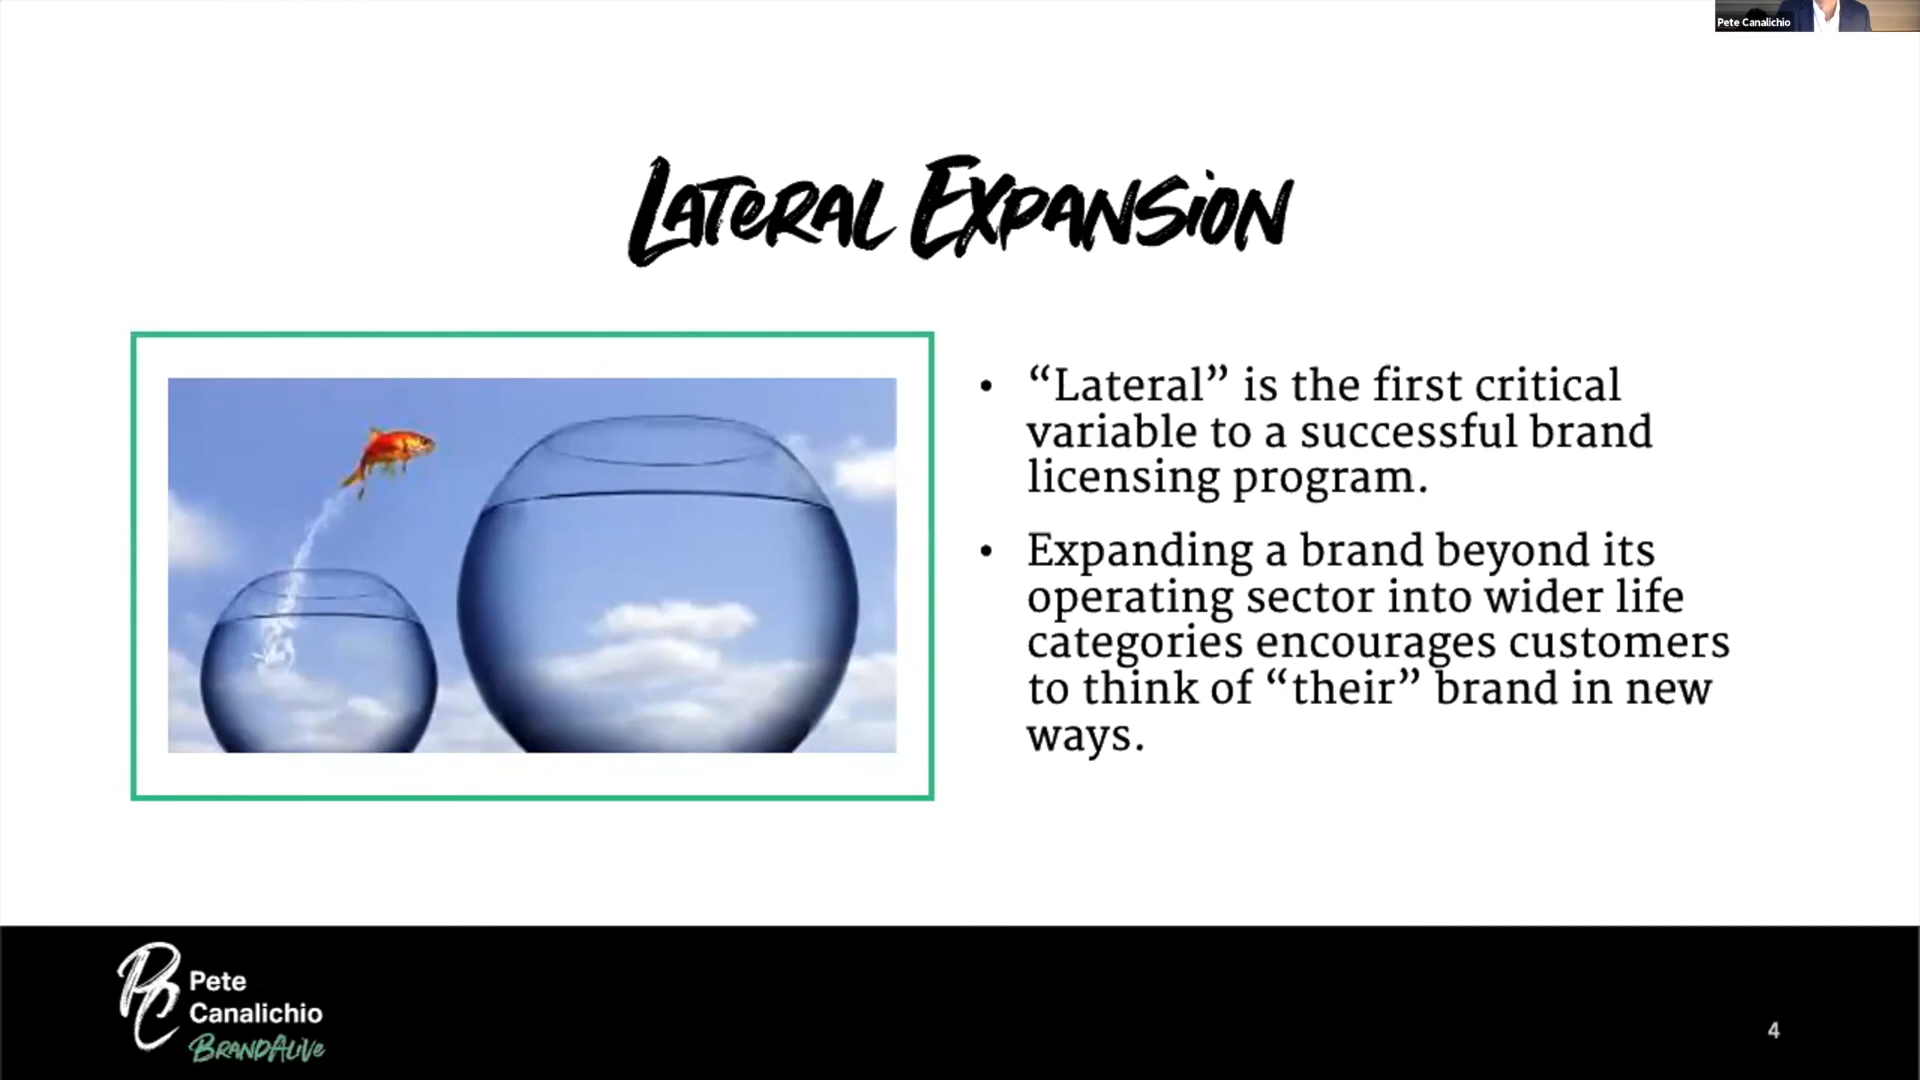 Pete Canalichio
Lateral Expansion
• “Lateral” is the first critical
variable to a successful brand
licensing program.
• Expanding a brand beyond its
operating sector into wider life
categories encourages customers
to think of “their” brand in new
ways.
PC
Pete
Canalichio
BRANDALIVE
4